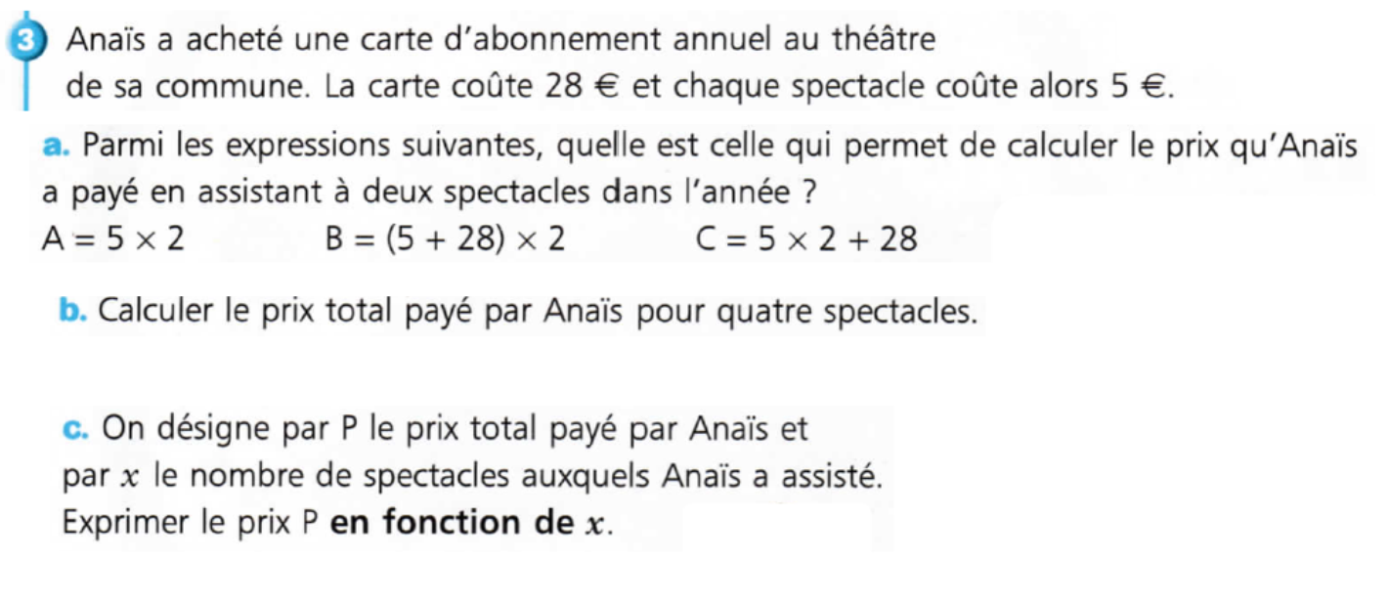 3 Anaïs a acheté une carte d'abonnement annuel au théâtre
de sa commune. La carte coûte 28 € et chaque spectacle coûte alors 5 €.
a. Parmi les expressions suivantes, quelle est celle qui permet de calculer le prix qu'Anaïs
a payé en assistant à deux spectacles dans l'année ?
A = 5 × 2 B = (5 + 28) × 2 C = 5 × 2 + 28
b. Calculer le prix total payé par Anaïs pour quatre spectacles.
c. On désigne par P le prix total payé par Anaïs et
par x le nombre de spectacles auxquels Anaïs a assisté.
Exprimer le prix P en fonction de x.